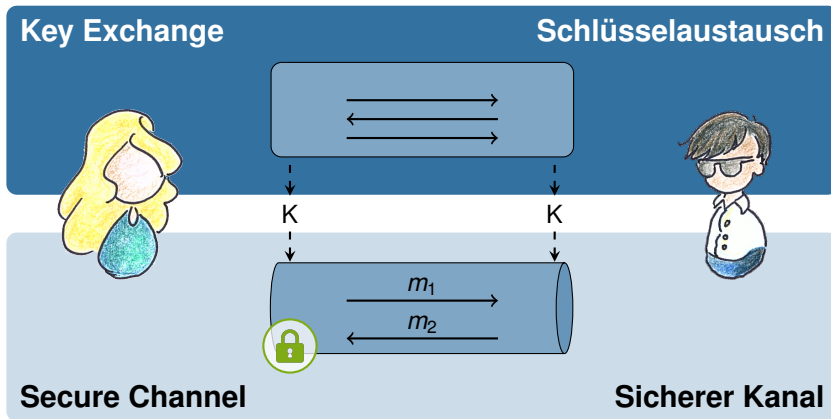 Key Exchange
Schlüsselaustausch
K
K
m₁
m₂
Secure Channel
Sicherer Kanal